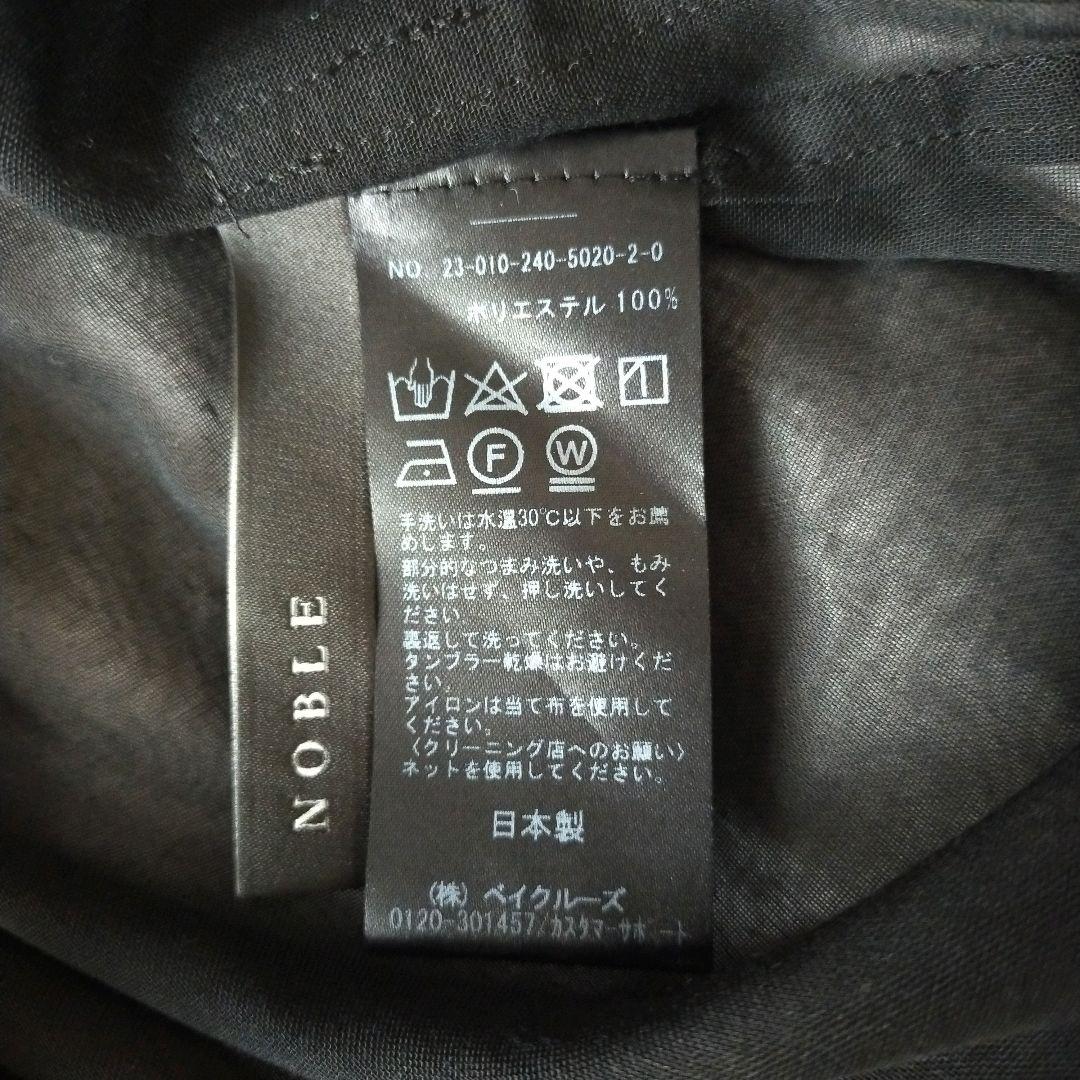 NO 23-010-240-5020-2-0
ポリエステル 100%
F
W
手洗いは水温30℃以下をお薦
めします。
部分的なつまみ洗いや、もみ
洗いはせず、押し洗いしてく
ださい。
裏返して洗ってください。
タンブラー乾燥はお避けくだ
さい。
アイロンは当て布を使用して
ください。
〈クリーニング店へのお願い〉
ネットを使用してください。
日本製
(株) ベイクルーズ
0120-301457/カスタマーサポート
NOBLE